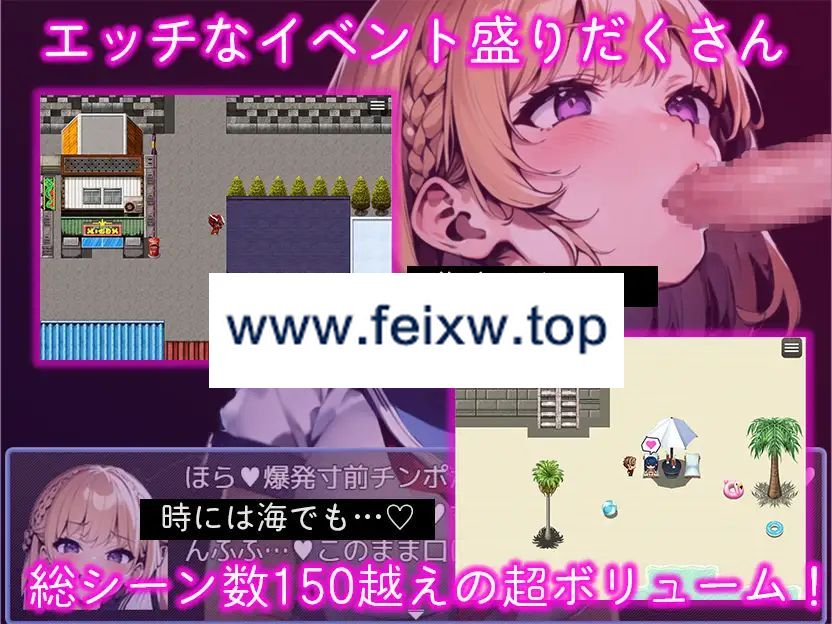 エッチなイベント盛りだくさん
www.feixw.top
ほら♥爆発寸前チンポ
時には海でも…♡
んふふ…♥このまま口
総シーン数150越えの超ボリューム！